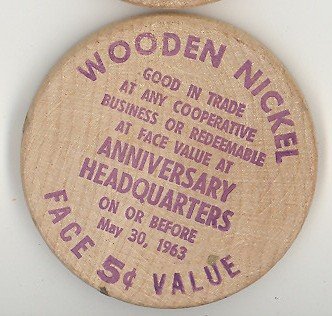 WOODEN NICKEL
GOOD IN TRADE
AT ANY COOPERATIVE
BUSINESS OR REDEEMABLE
AT FACE VALUE AT
ANNIVERSARY
HEADQUARTERS
ON OR BEFORE
May 30, 1963
FACE 5¢ VALUE